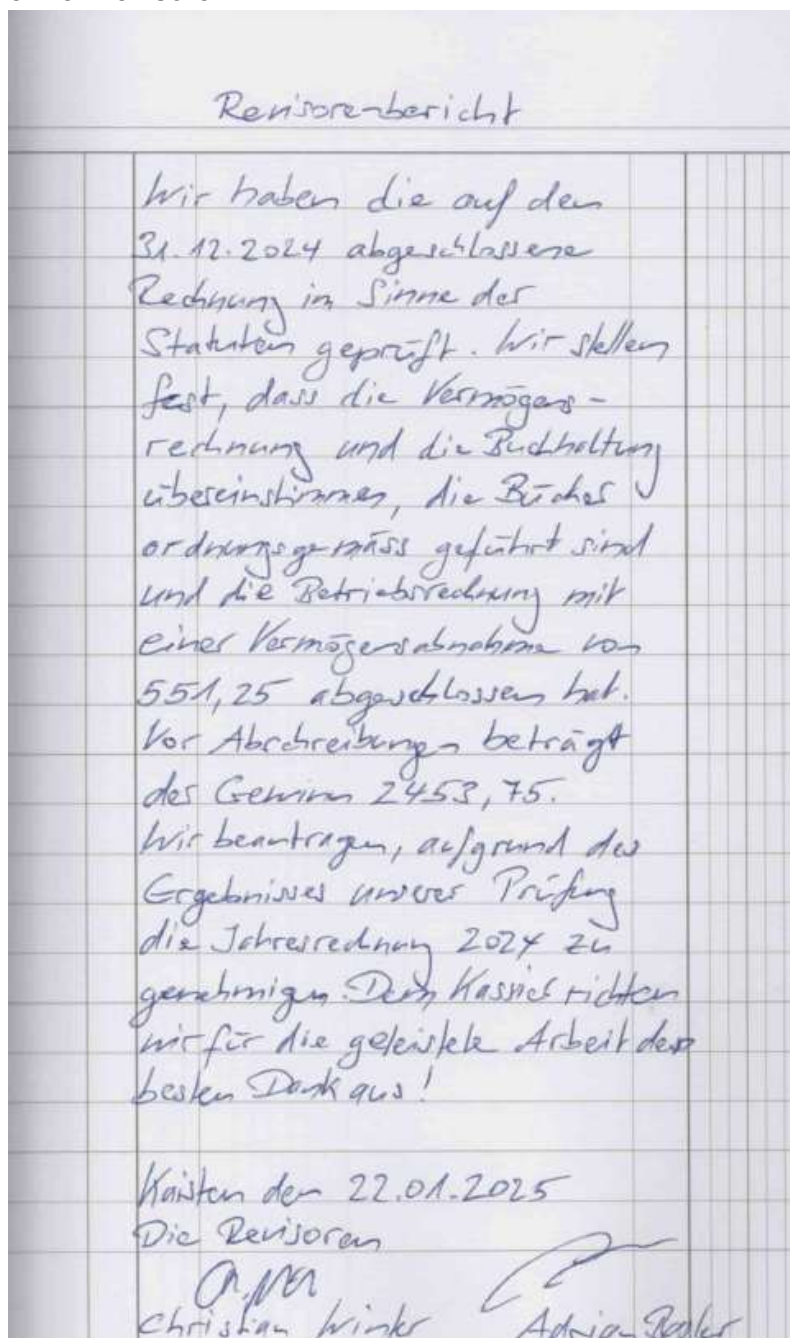 Revisorenbericht
Wir haben die auf den
31.12.2024 abgeschlossene
Rechnung im Sinne der
Statuten geprüft. Wir stellen
fest, dass die Vermögens-
rechnung und die Buchhaltung
übereinstimmen, die Bücher
ordnungsgemäss geführt sind
und die Betriebsrechnung mit
einer Vermögensabnahme von
551,25 abgeschlossen hat.
Vor Abschreibungen beträgt
der Gewinn 2453,75.
Wir beantragen, aufgrund des
Ergebnisses unserer Prüfung
die Jahresrechnung 2024 zu
genehmigen. Dem Kassier richten
wir für die geleistete Arbeit den
besten Dank aus!
Kaisten den 22.01.2025
Die Revisoren
Christian Adrian